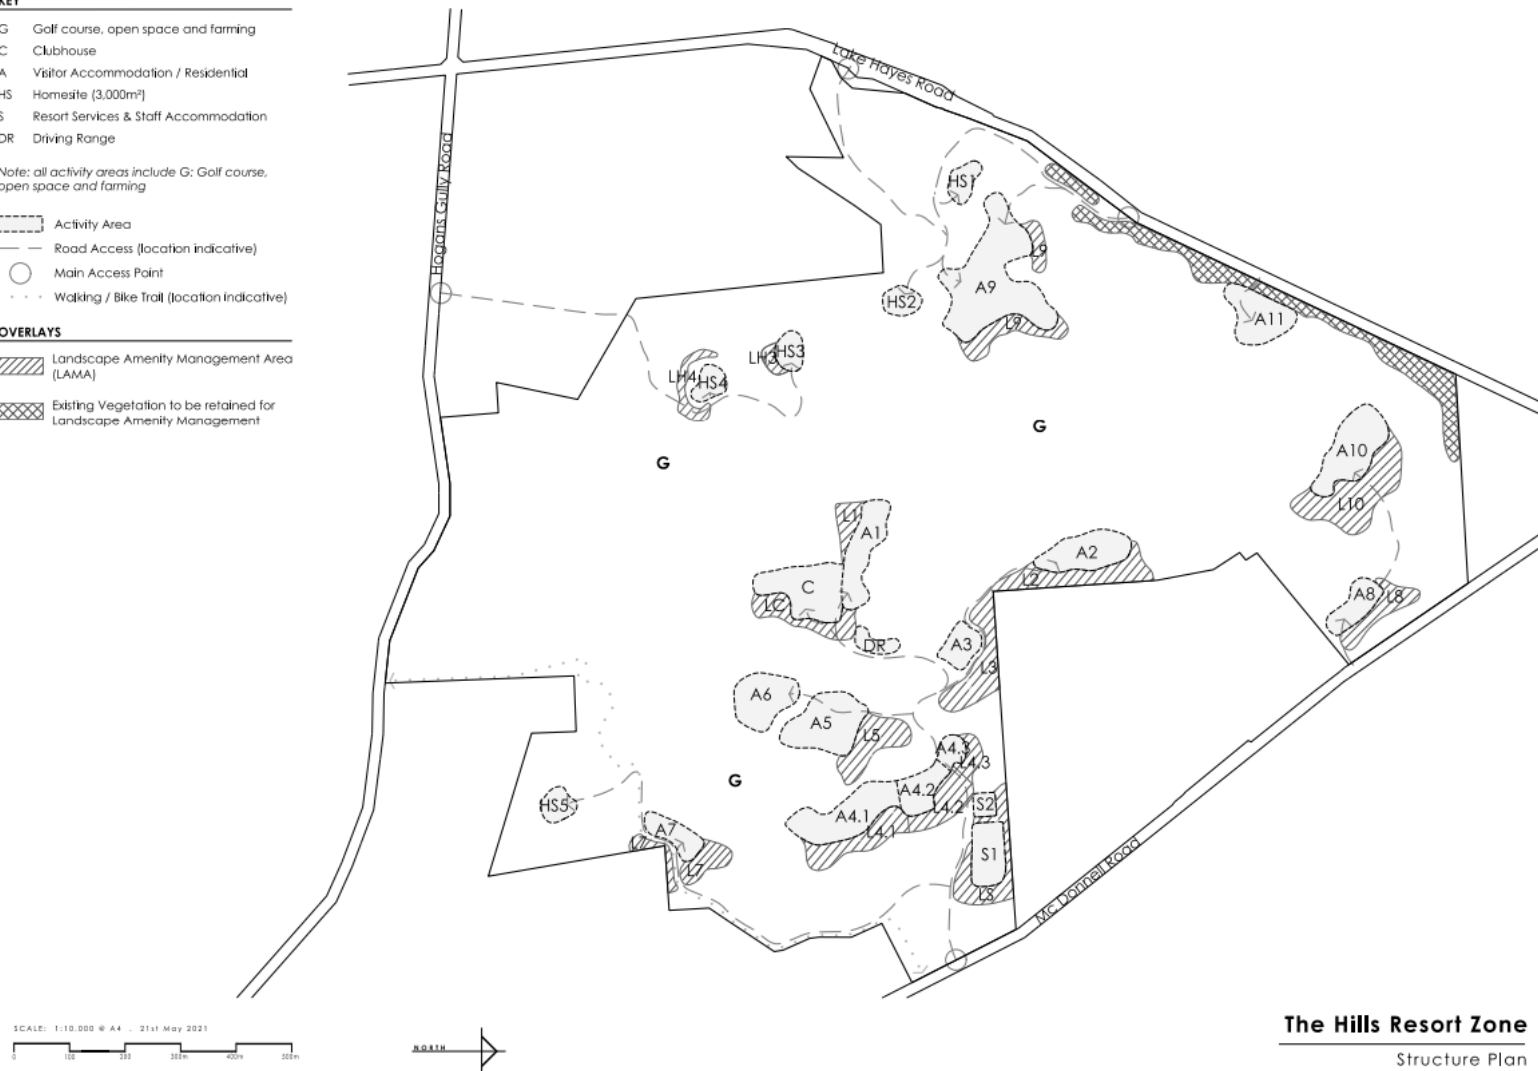 KEY
G Golf course, open space and farming
C Clubhouse
A Visitor Accommodation / Residential
HS Homesite (3,000m²)
S Resort Services & Staff Accommodation
DR Driving Range
Note: all activity areas include G: Golf course,
open space and farming
Activity Area
Road Access (location indicative)
Main Access Point
Walking / Bike Trail (location indicative)
OVERLAYS
Landscape Amenity Management Area
(LAMA)
Existing Vegetation to be retained for
Landscape Amenity Management
Lake Hayes Road
Hogans Gully Road
HS1
L9
A9
HS2
L9
A11
LH3
HS3
LH4
HS4
G
G
A10
L10
L1
A1
A2
L2
C
LC
A8
L8
DR
A3
L3
A6
A5
L5
A4.3
L4.3
G
A4.2
L4.2
S2
HS5
A4.1
L4.1
A7
L7
S1
LS
Mc Donnell Road
SCALE: 1:10,000 @ A4 . 21st May 2021
0 100 200 300m 400m 500m
NORTH
The Hills Resort Zone
Structure Plan